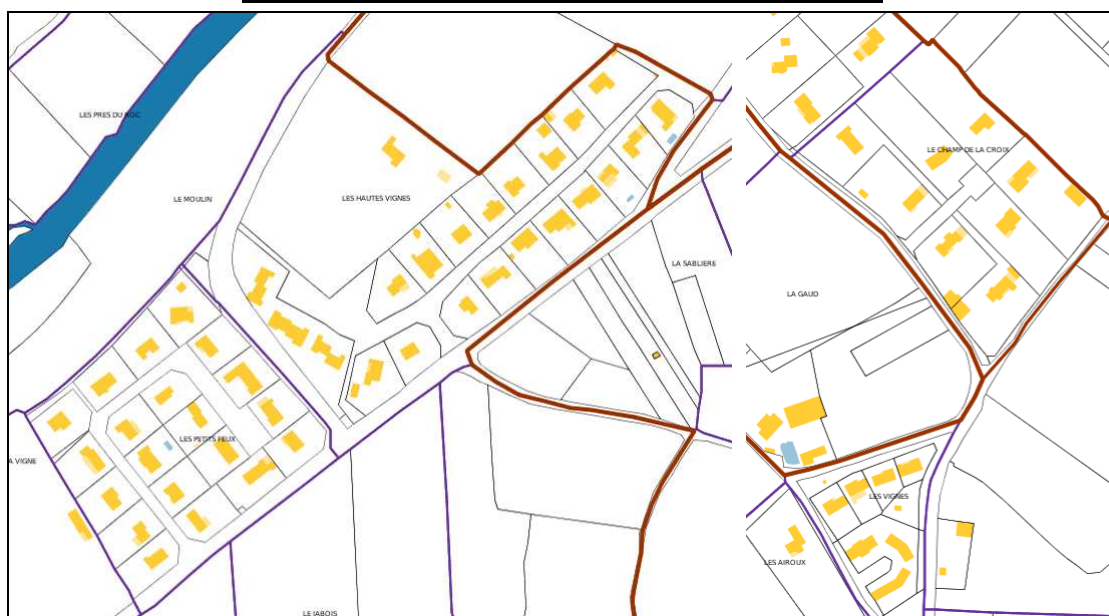 LES PRES DU ROC
LE MOULIN
LES HAUTES VIGNES
LE CHAMP DE LA CROIX
LA SABLIERE
LA GAUD
LES PETITS PEUX
A VIGNE
LES VIGNES
LES AIROUX
LE JABOIS